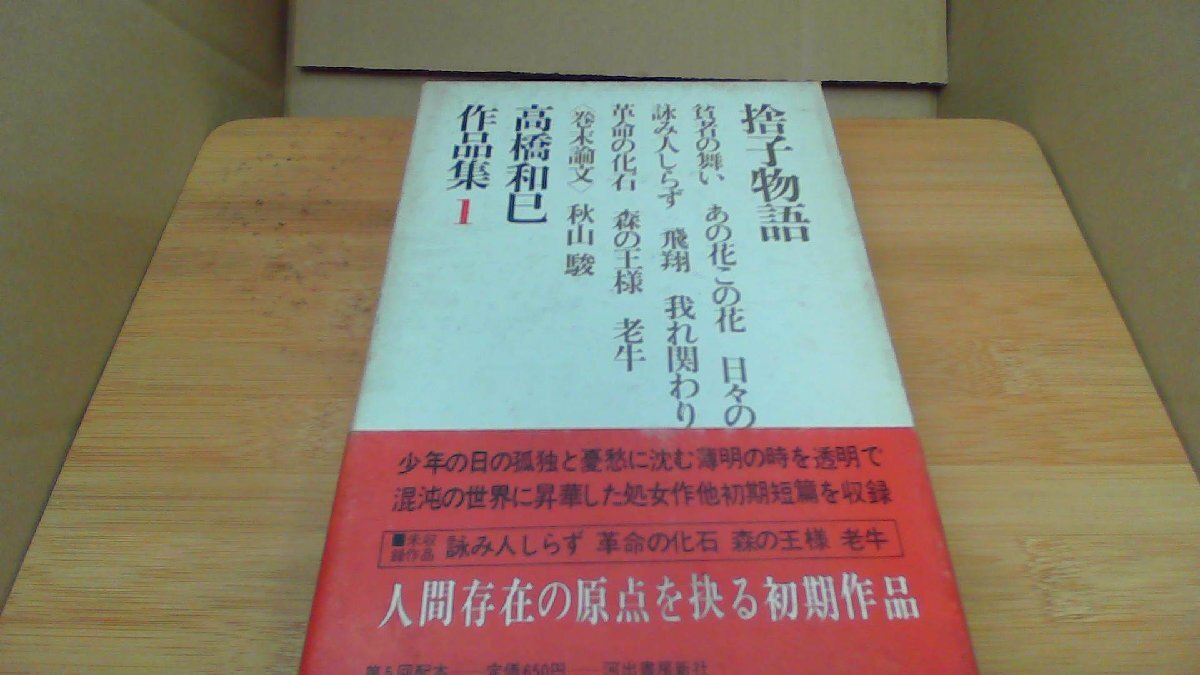 捨子物語
貧者の舞い あの花この花 日々の
詠み人しらず 飛翔 我れ関わり
革命の化石 森の王様 老牛
〈巻末論文〉 秋山駿
高橋和巳
作品集1
少年の日の孤独と憂愁に沈む薄明の時を透明で
混沌の世界に昇華した処女作他初期短篇を収録
■未収録作品 詠み人しらず 革命の化石 森の王様 老牛
人間存在の原点を抉る初期作品
第5回配本——定価650円——河出書房新社